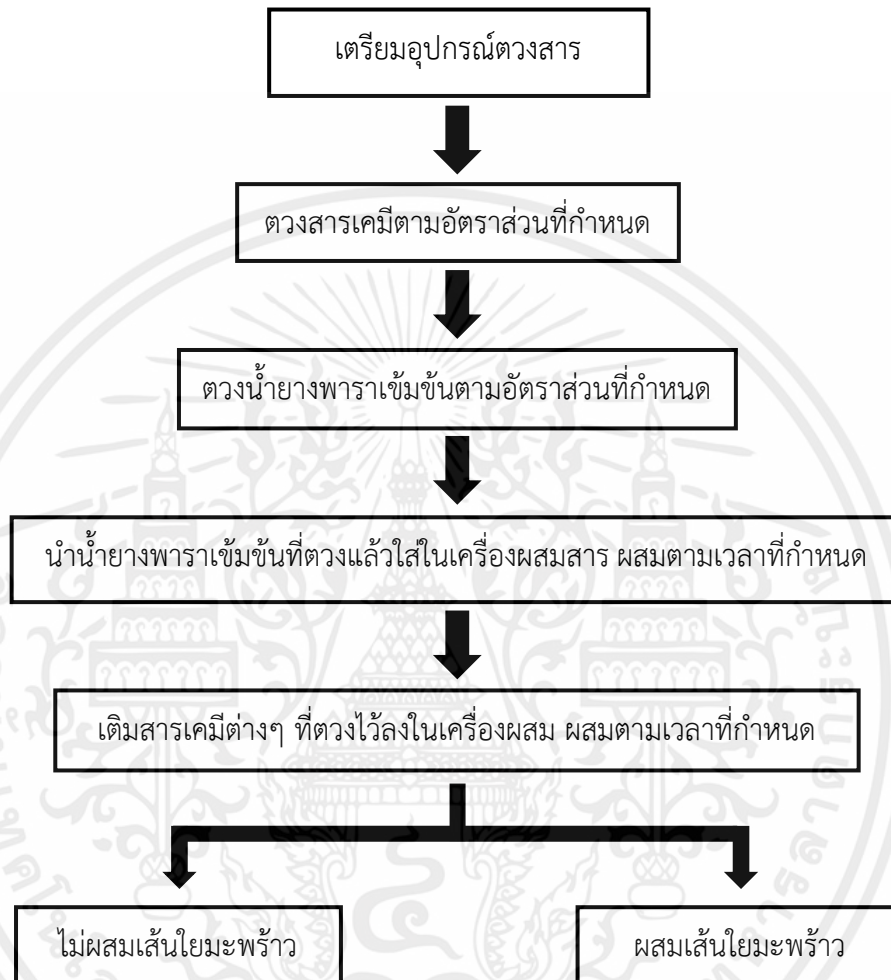 เตรียมอุปกรณ์ตวงสาร
ตวงสารเคมีตามอัตราส่วนที่กำหนด
ตวงน้ำยางพาราเข้มข้นตามอัตราส่วนที่กำหนด
นำน้ำยางพาราเข้มข้นที่ตวงแล้วใส่ในเครื่องผสมสาร ผสมตามเวลาที่กำหนด
เติมสารเคมีต่างๆ ที่ตวงไว้ลงในเครื่องผสม ผสมตามเวลาที่กำหนด
ไม่ผสมเส้นใยมะพร้าว
ผสมเส้นใยมะพร้าว